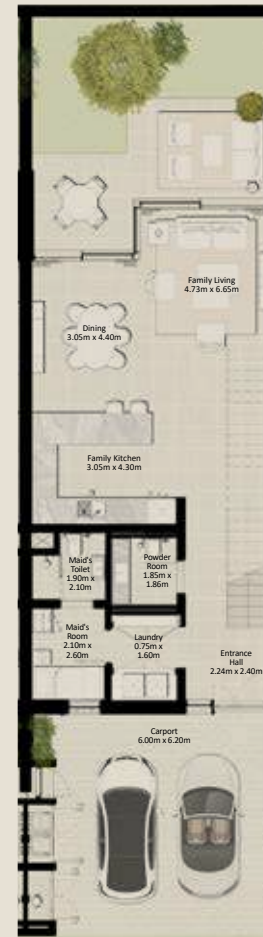 Family Living
4.73m x 6.65m
Dining
3.05m x 4.40m
Family Kitchen
3.05m x 4.30m
Maid's
Toilet
1.90m x
2.10m
Powder
Room
1.85m x
1.86m
Maid's
Room
2.10m x
2.60m
Laundry
0.75m x
1.60m
Entrance
Hall
2.24m x 2.40m
Carport
6.00m x 6.20m